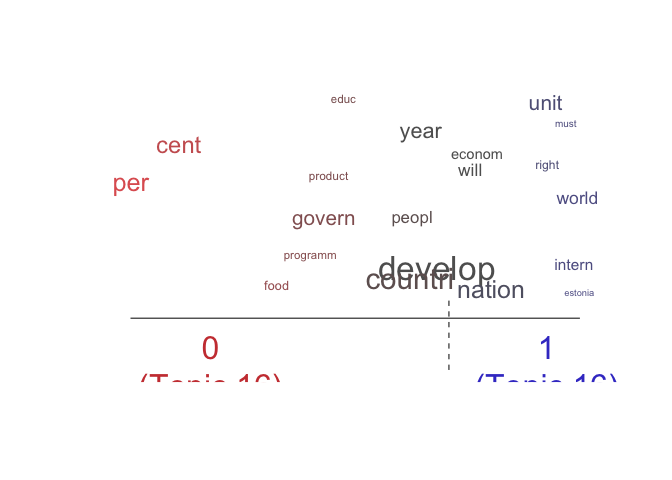 educ
unit
must
year
cent
econom
right
will
product
per
world
peopl
govern
programm
intern
develop
countri
food
nation
estonia
0
1
(Topic 16)
(Topic 16)